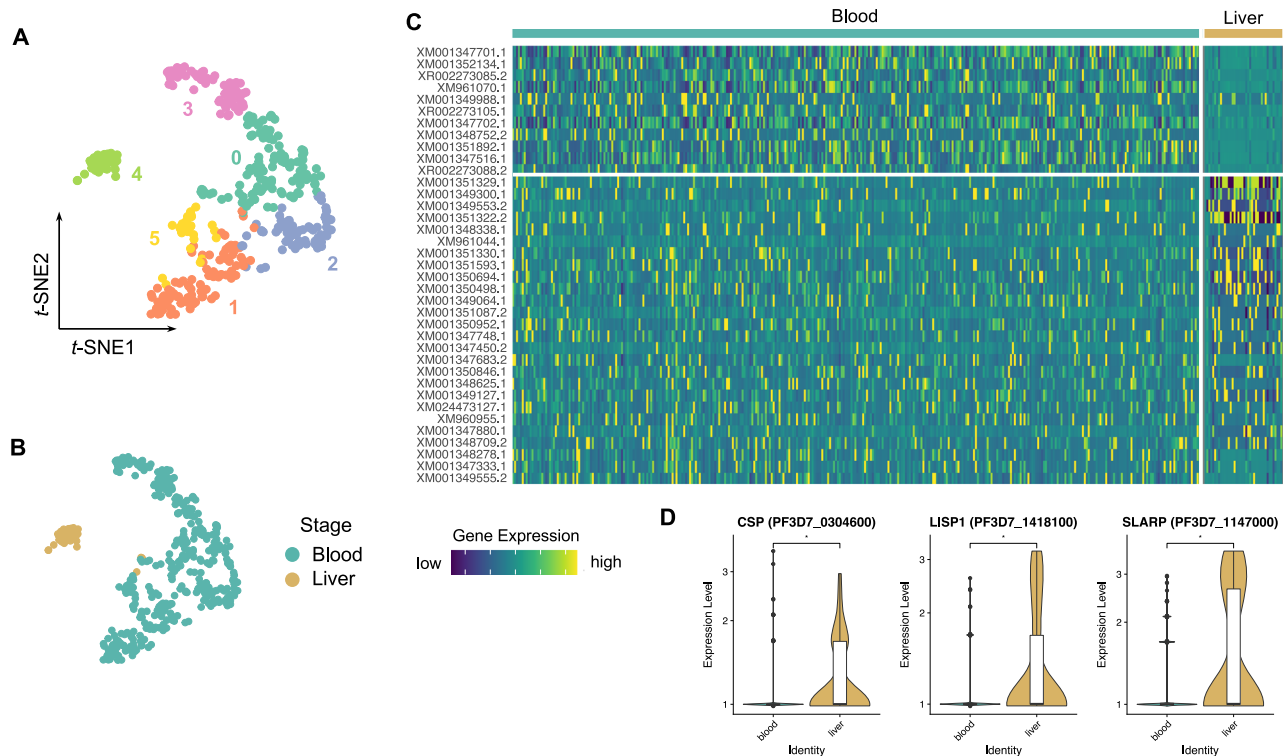 A
3
0
4
5
2
1
t-SNE2
t-SNE1
B
Stage
Blood
Liver
C
Blood
Liver
XM001347701.1
XM001352134.1
XR002273085.2
XM961070.1
XM001349988.1
XR002273105.1
XM001347702.1
XM001348752.2
XM001351892.1
XM001347516.1
XR002273088.2
XM001351329.1
XM001349300.1
XM001349553.2
XM001351322.2
XM001348338.1
XM961044.1
XM001351330.1
XM001351593.1
XM001350694.1
XM001350498.1
XM001349064.1
XM001351087.2
XM001350952.1
XM001347748.1
XM001347450.2
XM001347683.2
XM001350846.1
XM001348625.1
XM001349127.1
XM024473127.1
XM960955.1
XM001347880.1
XM001348709.2
XM001348278.1
XM001347333.1
XM001349555.2
Gene Expression
low
high
D
CSP (PF3D7_0304600)
*
Expression Level
3
2
1
blood
liver
Identity
LISP1 (PF3D7_1418100)
*
Expression Level
3
2
1
blood
liver
Identity
SLARP (PF3D7_1147000)
*
Expression Level
3
2
1
blood
liver
Identity